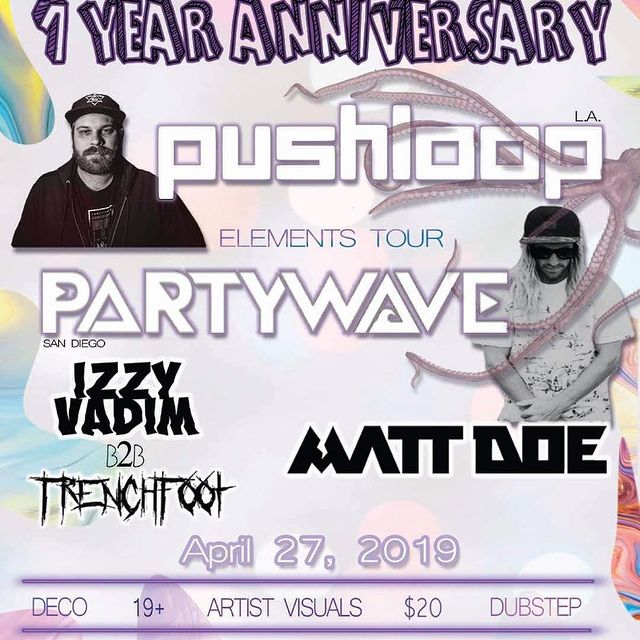 1 YEAR ANNIVERSARY
L.A.
pushloop
ELEMENTS TOUR
PARTYWAVE
SAN DIEGO
IZZY
VADIM
B2B
TRENCHFOOT
MATT DOE
April 27, 2019
DECO 19+ ARTIST VISUALS $20 DUBSTEP